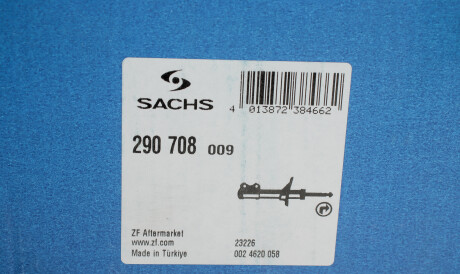 SACHS
4 013872 384662
290 708 009
ZF Aftermarket
www.zf.com 23226
Made in Türkiye 002 4620 058